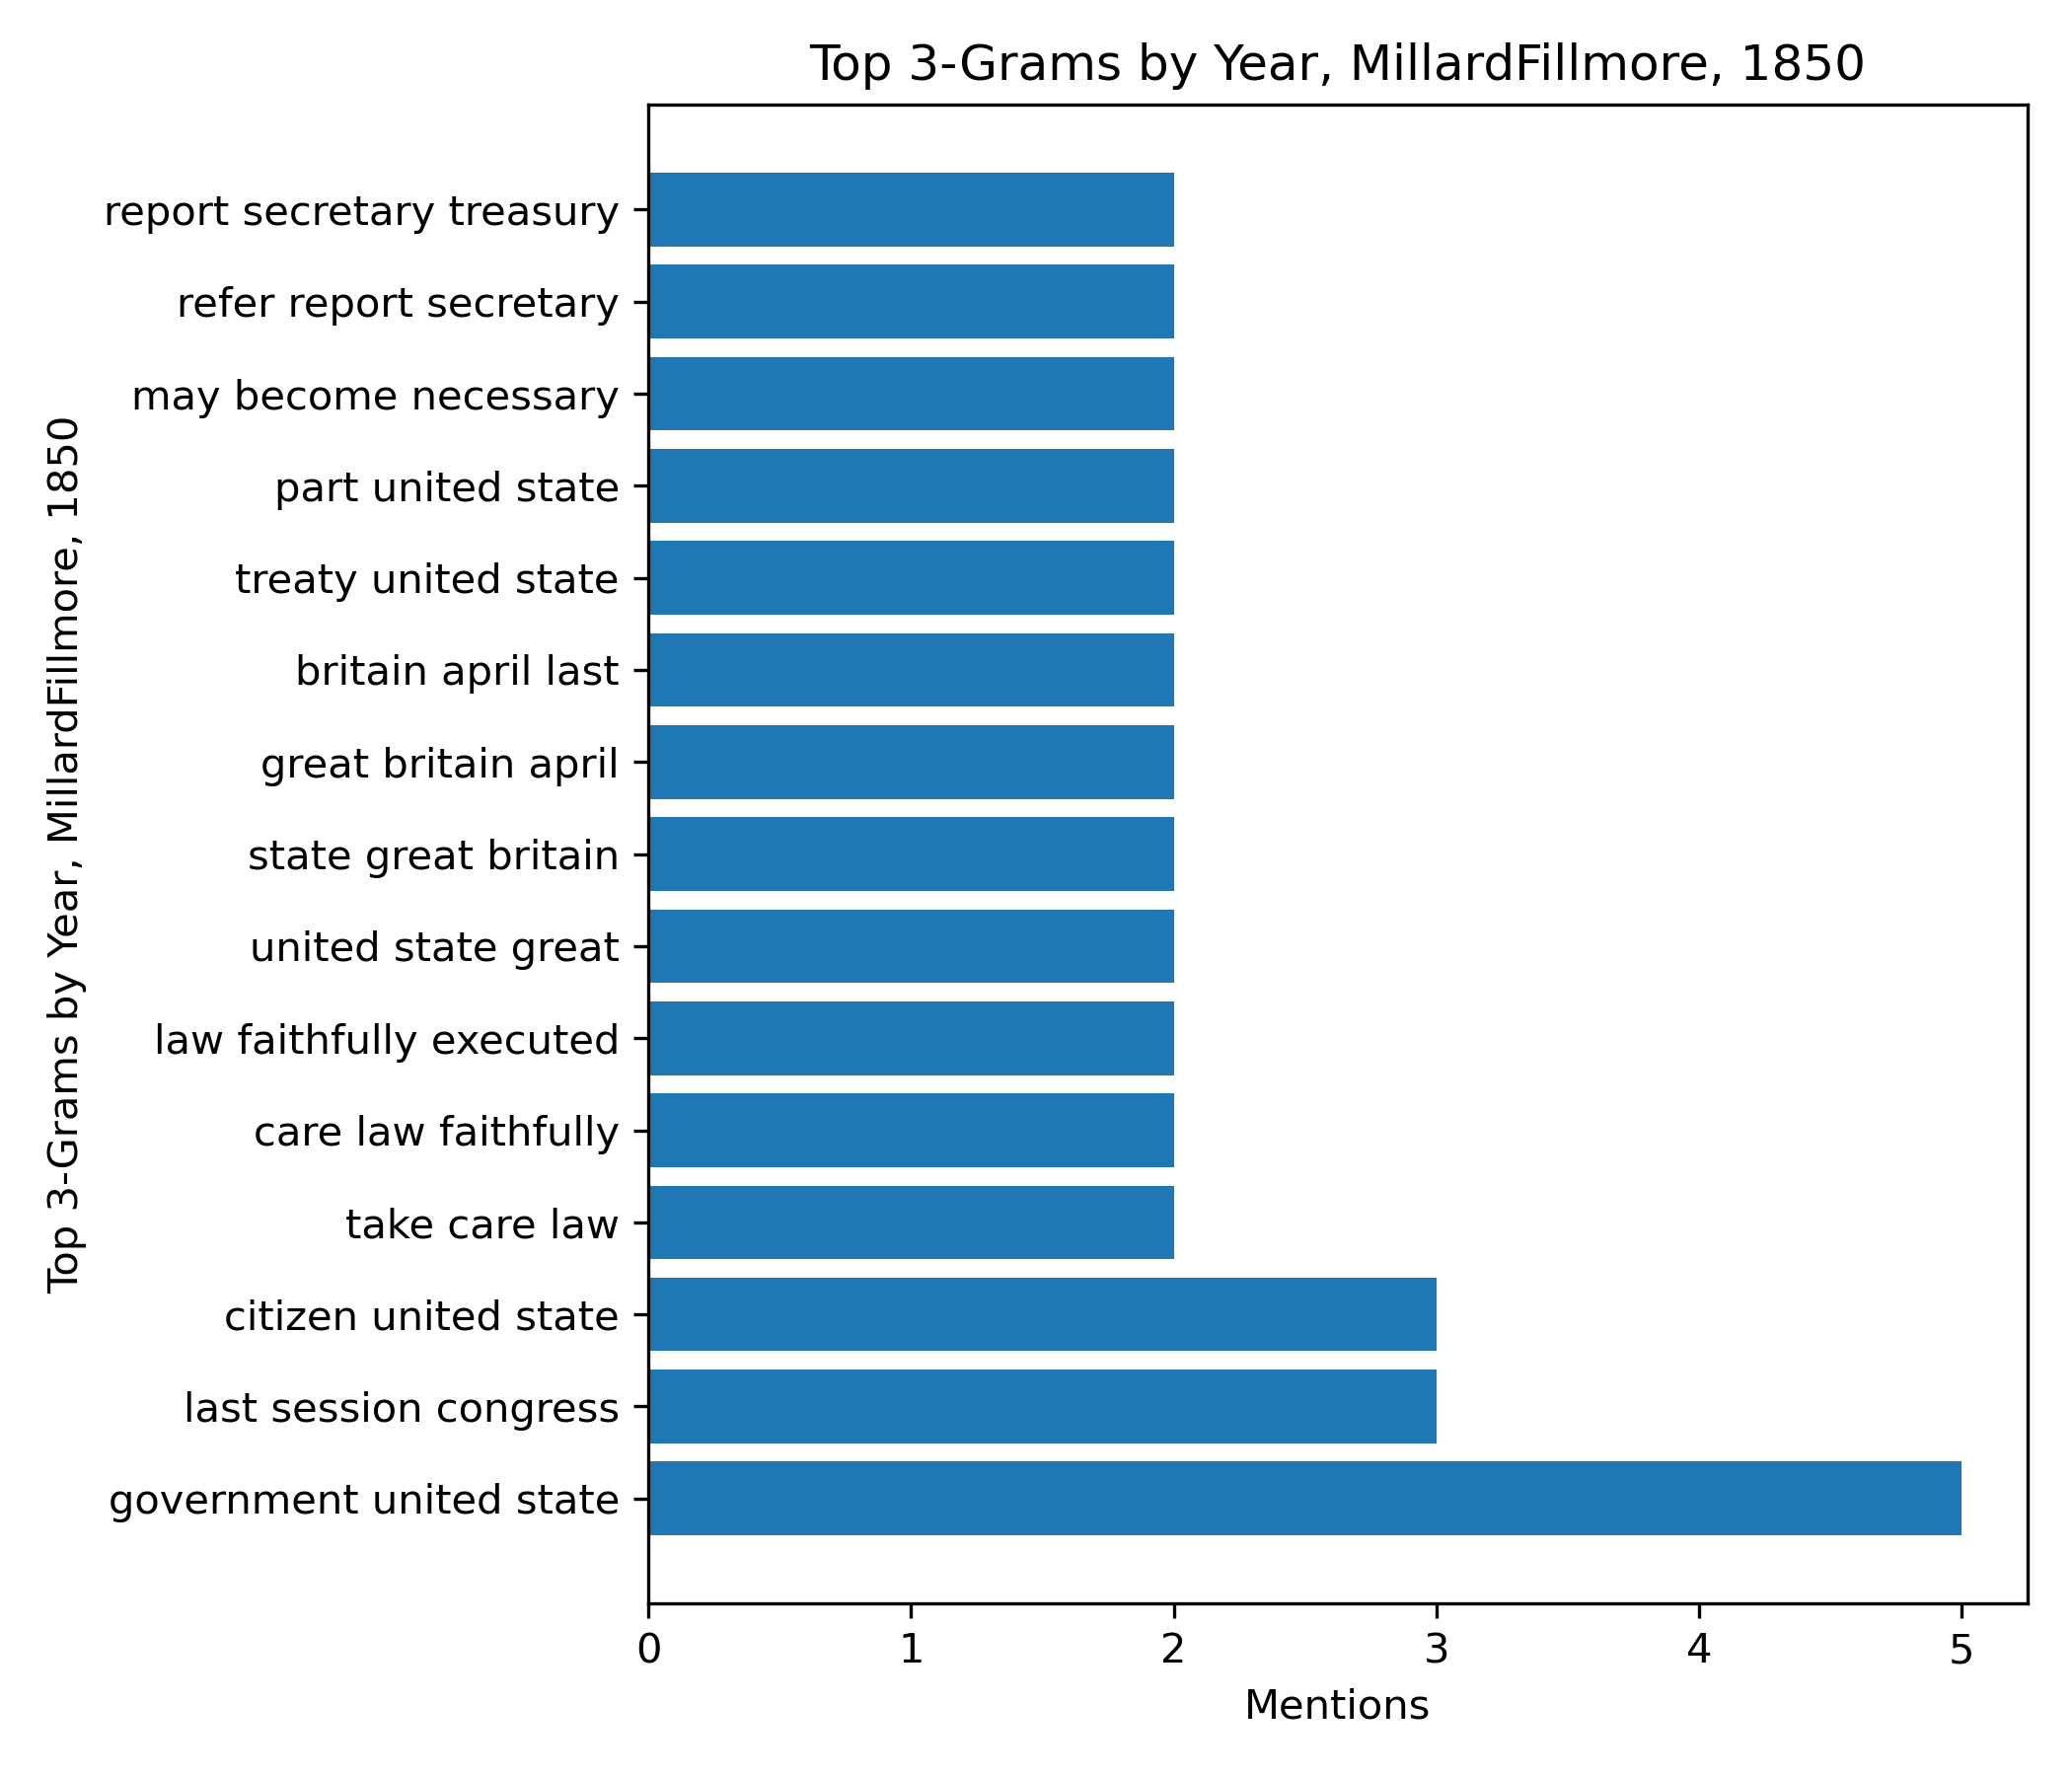 Top 3-Grams by Year, MillardFillmore, 1850
Top 3-Grams by Year, MillardFillmore, 1850
report secretary treasury
refer report secretary
may become necessary
part united state
treaty united state
britain april last
great britain april
state great britain
united state great
law faithfully executed
care law faithfully
take care law
citizen united state
last session congress
government united state
0 1 2 3 4 5
Mentions